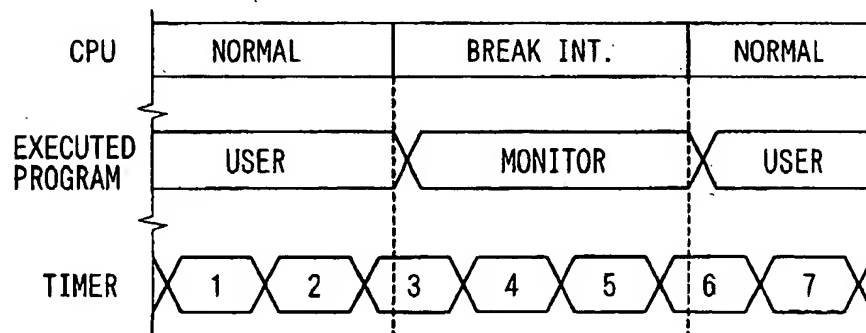 CPU NORMAL BREAK INT. NORMAL
EXECUTED
PROGRAM USER MONITOR USER
TIMER 1 2 3 4 5 6 7